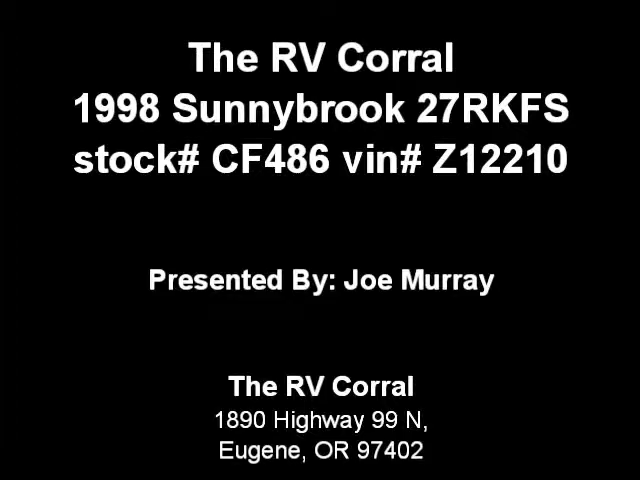 The RV Corral
1998 Sunnybrook 27RKFS
stock# CF486 vin# Z12210
Presented By: Joe Murray
The RV Corral
1890 Highway 99 N,
Eugene, OR 97402